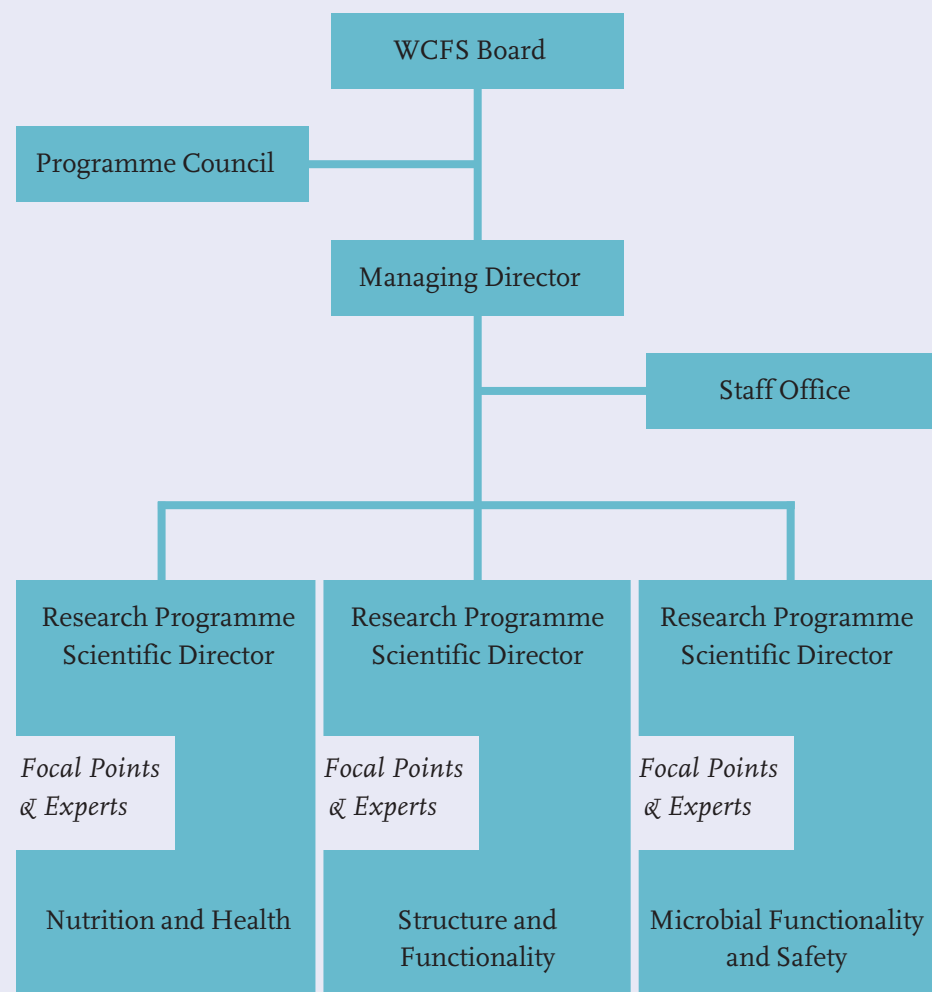 WCFS Board
Programme Council
Managing Director
Staff Office
Research Programme
Scientific Director
Focal Points
& Experts
Nutrition and Health
Research Programme
Scientific Director
Focal Points
& Experts
Structure and
Functionality
Research Programme
Scientific Director
Focal Points
& Experts
Microbial Functionality
and Safety